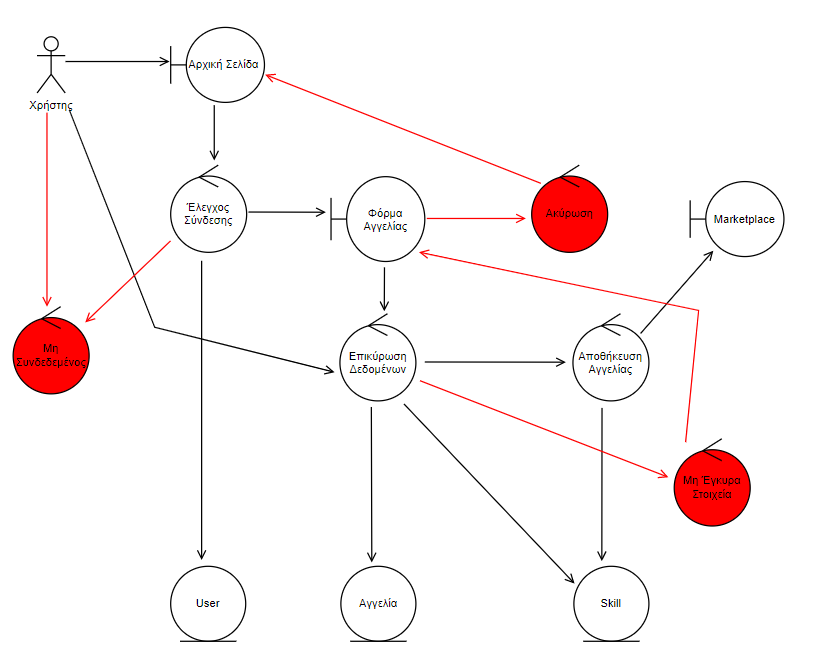 Χρήστης
Αρχική Σελίδα
Έλεγχος
Σύνδεσης
Φόρμα
Αγγελίας
Ακύρωση
Marketplace
Μη
Συνδεδεμένος
Επικύρωση
Δεδομένων
Αποθήκευση
Αγγελίας
Μη Έγκυρα
Στοιχεία
User
Αγγελία
Skill